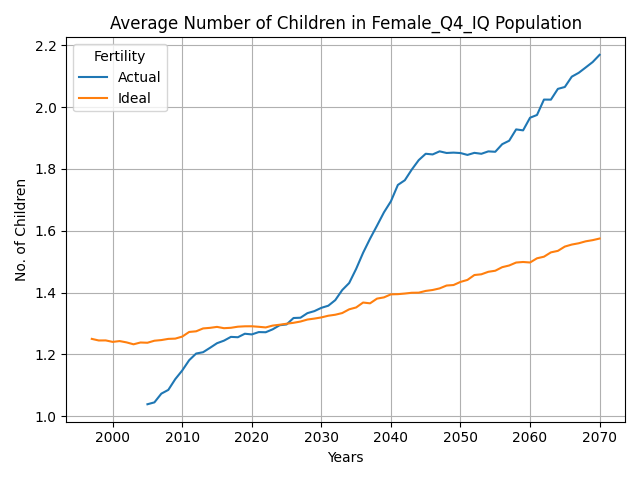 Average Number of Children in Female_Q4_IQ Population
Fertility
Actual
Ideal
No. of Children
2.2
2.0
1.8
1.6
1.4
1.2
1.0
2000 2010 2020 2030 2040 2050 2060 2070
Years